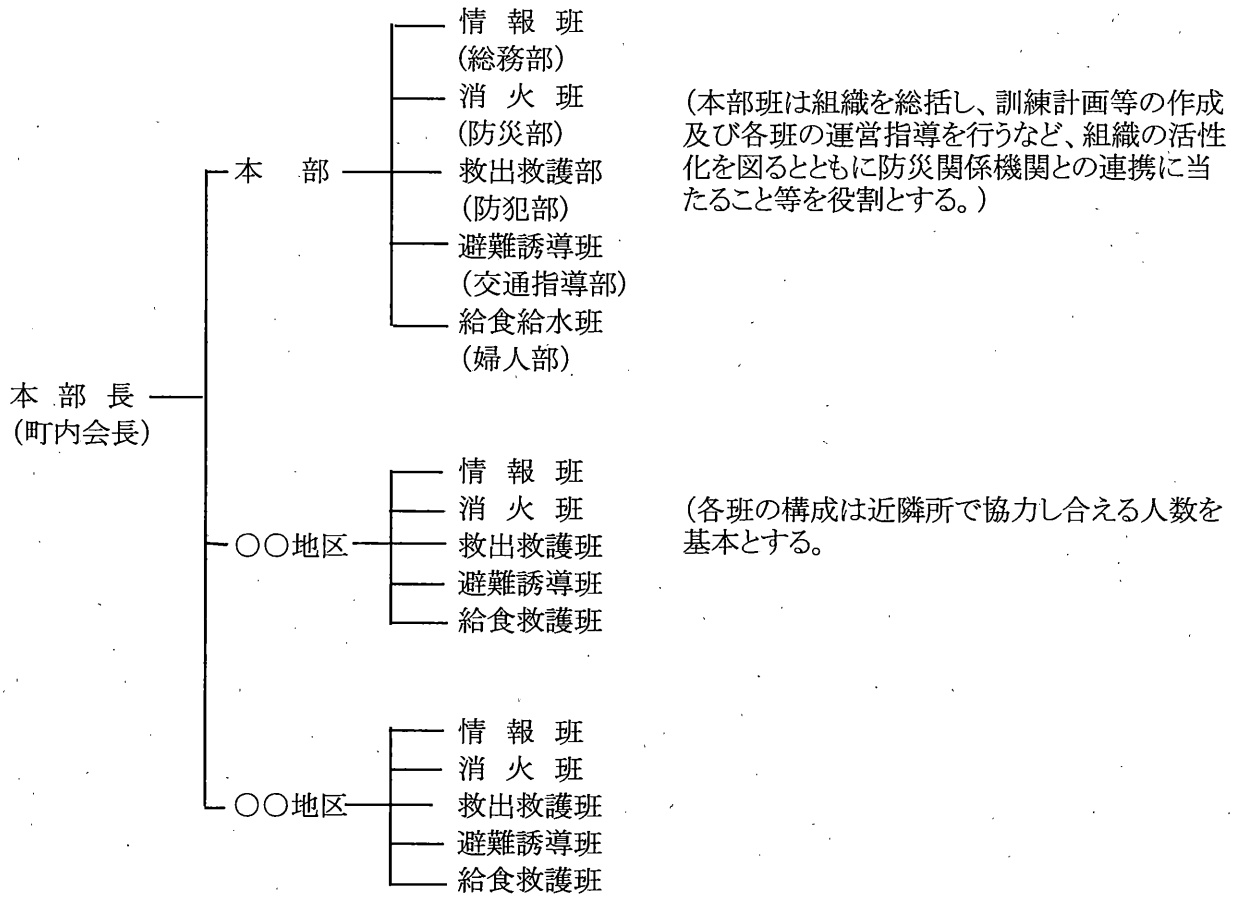 情 報 班
(総務部)
消 火 班
(防災部)
本 部
救出救護部
(防犯部)
避難誘導班
(交通指導部)
給食給水班
(婦人部)
(本部班は組織を総括し、訓練計画等の作成
及び各班の運営指導を行うなど、組織の活性
化を図るとともに防災関係機関との連携に当
たること等を役割とする。)
本 部 長
(町内会長)
情 報 班
消 火 班
〇〇地区
救出救護班
避難誘導班
給食救護班
(各班の構成は近隣所で協力し合える人数を
基本とする。
情 報 班
消 火 班
〇〇地区
救出救護班
避難誘導班
給食救護班